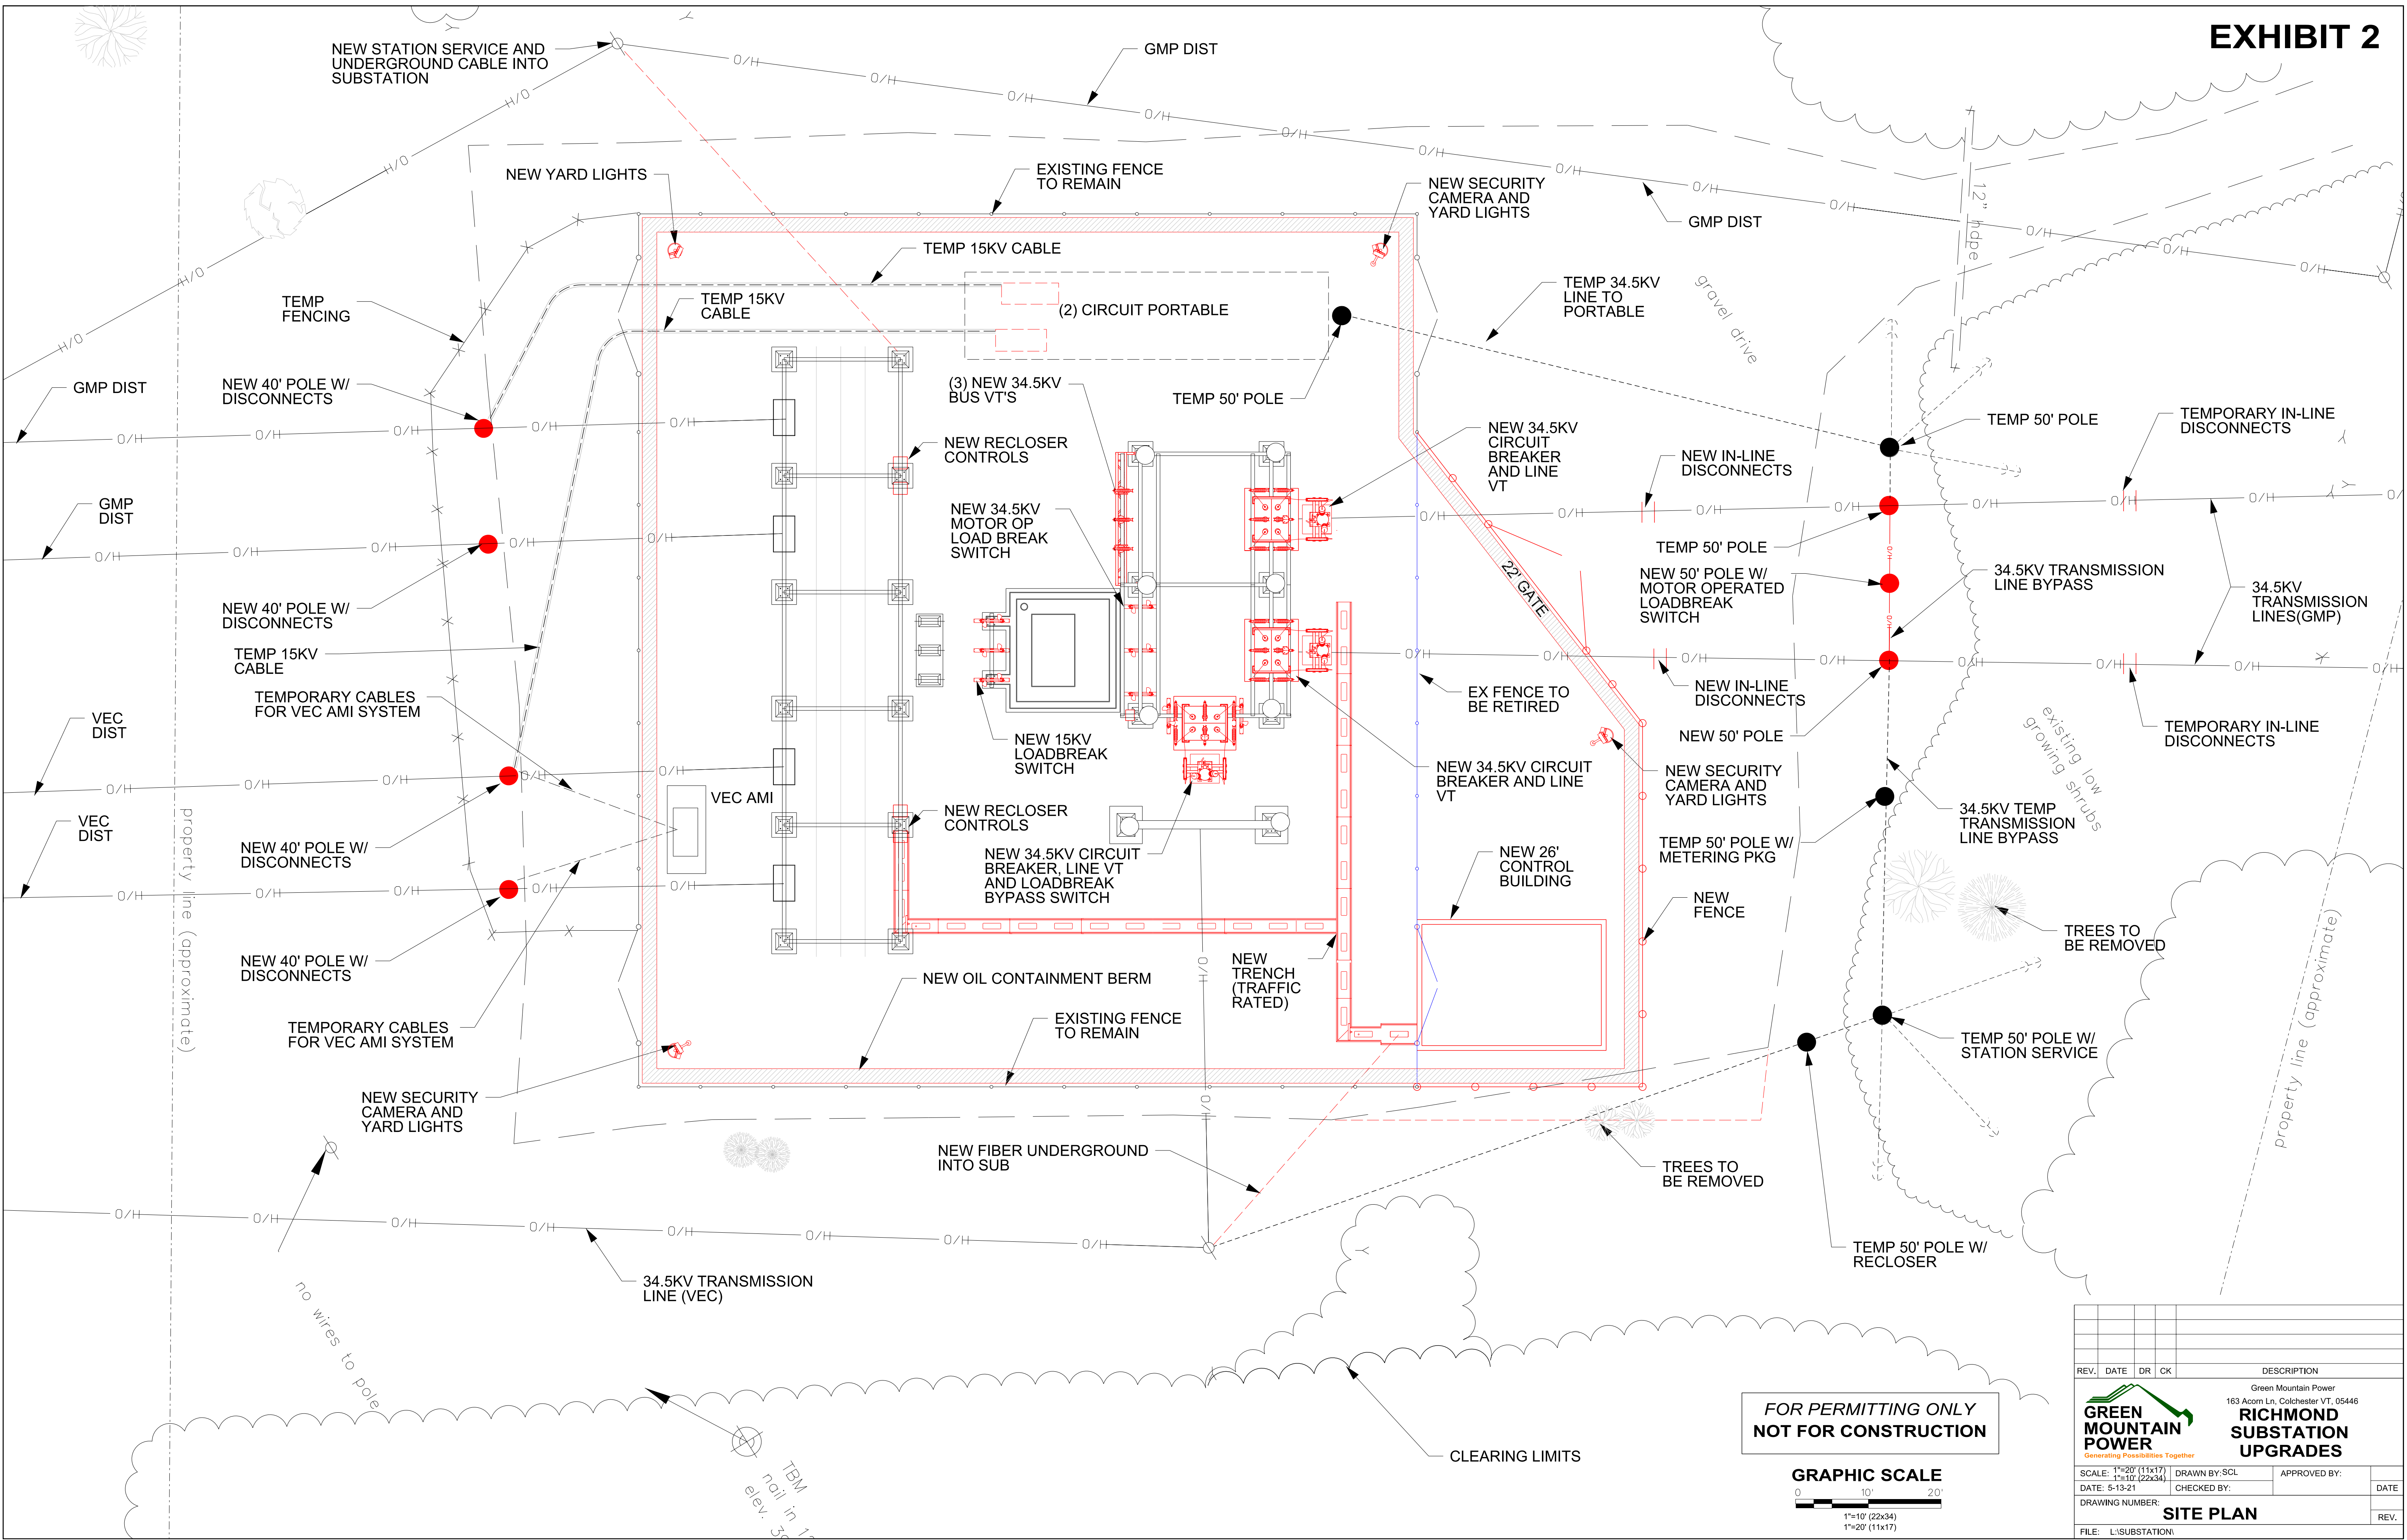 EXHIBIT 2
NEW STATION SERVICE AND
UNDERGROUND CABLE INTO
SUBSTATION
GMP DIST
NEW YARD LIGHTS
EXISTING FENCE
TO REMAIN
NEW SECURITY
CAMERA AND
YARD LIGHTS
GMP DIST
12" hdpe
TEMP 15KV CABLE
TEMP
FENCING
TEMP 15KV
CABLE
(2) CIRCUIT PORTABLE
TEMP 34.5KV
LINE TO
PORTABLE
gravel drive
GMP DIST
NEW 40' POLE W/
DISCONNECTS
(3) NEW 34.5KV
BUS VT'S
TEMP 50' POLE
NEW RECLOSER
CONTROLS
NEW 34.5KV
CIRCUIT
BREAKER
AND LINE
VT
NEW IN-LINE
DISCONNECTS
TEMP 50' POLE
TEMPORARY IN-LINE
DISCONNECTS
GMP
DIST
NEW 34.5KV
MOTOR OP
LOAD BREAK
SWITCH
TEMP 50' POLE
NEW 50' POLE W/
MOTOR OPERATED
LOADBREAK
SWITCH
34.5KV TRANSMISSION
LINE BYPASS
34.5KV
TRANSMISSION
LINES(GMP)
22' GATE
NEW 40' POLE W/
DISCONNECTS
TEMP 15KV
CABLE
TEMPORARY CABLES
FOR VEC AMI SYSTEM
VEC
DIST
NEW 15KV
LOADBREAK
SWITCH
EX FENCE TO
BE RETIRED
NEW IN-LINE
DISCONNECTS
NEW 50' POLE
TEMPORARY IN-LINE
DISCONNECTS
existing low
growing shrubs
NEW 34.5KV CIRCUIT
BREAKER AND LINE
VT
NEW SECURITY
CAMERA AND
YARD LIGHTS
VEC AMI
VEC
DIST
NEW RECLOSER
CONTROLS
34.5KV TEMP
TRANSMISSION
LINE BYPASS
NEW 40' POLE W/
DISCONNECTS
NEW 34.5KV CIRCUIT
BREAKER, LINE VT
AND LOADBREAK
BYPASS SWITCH
NEW 26'
CONTROL
BUILDING
TEMP 50' POLE W/
METERING PKG
NEW
FENCE
TREES TO
BE REMOVED
property line (approximate)
property line (approximate)
NEW 40' POLE W/
DISCONNECTS
NEW OIL CONTAINMENT BERM
NEW
TRENCH
(TRAFFIC
RATED)
TEMPORARY CABLES
FOR VEC AMI SYSTEM
EXISTING FENCE
TO REMAIN
TEMP 50' POLE W/
STATION SERVICE
NEW SECURITY
CAMERA AND
YARD LIGHTS
NEW FIBER UNDERGROUND
INTO SUB
TREES TO
BE REMOVED
TEMP 50' POLE W/
RECLOSER
34.5KV TRANSMISSION
LINE (VEC)
no wires to pole
TBM
nail in
elev.
CLEARING LIMITS
FOR PERMITTING ONLY
NOT FOR CONSTRUCTION
GRAPHIC SCALE
0 10' 20'
1"=10' (22x34)
1"=20' (11x17)
REV. DATE DR CK DESCRIPTION
GREEN
MOUNTAIN
POWER
Generating Possibilities Together
Green Mountain Power
163 Acorn Ln, Colchester VT, 05446
RICHMOND
SUBSTATION
UPGRADES
SCALE: 1"=20' (11x17)
1"=10' (22x34)
DRAWN BY: SCL
APPROVED BY:
DATE: 5-13-21
CHECKED BY:
DATE
DRAWING NUMBER:
SITE PLAN
REV.
FILE: L:\SUBSTATION\